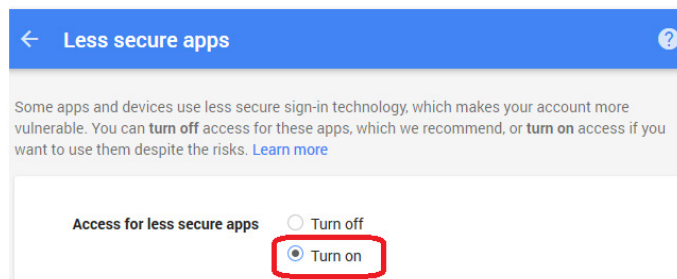 Less secure apps
Some apps and devices use less secure sign-in technology, which makes your account more
vulnerable. You can turn off access for these apps, which we recommend, or turn on access if you
want to use them despite the risks. Learn more
Access for less secure apps
Turn off
Turn on